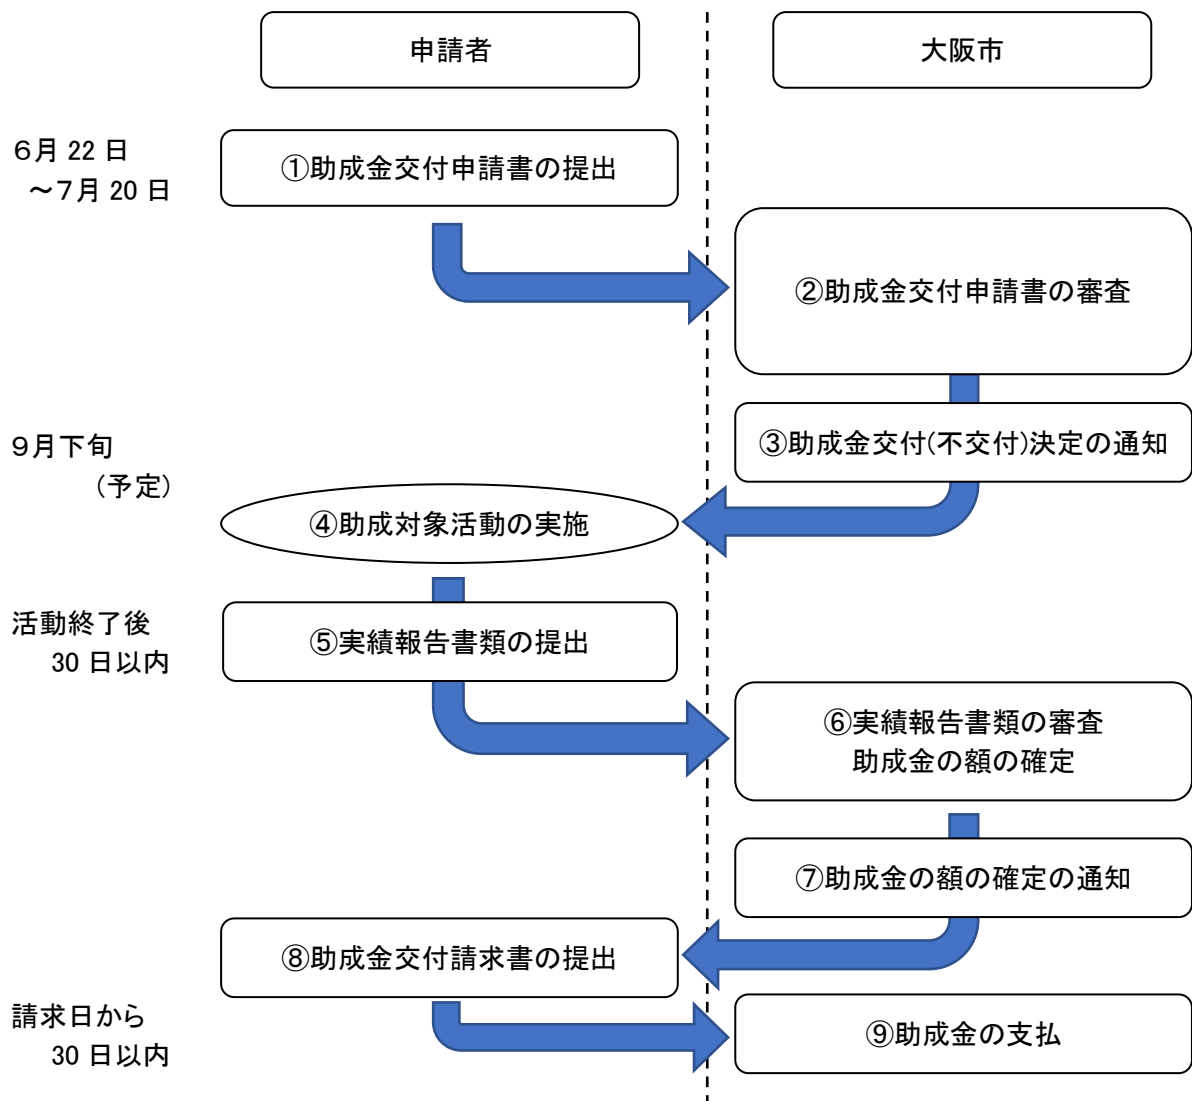 申請者
大阪市
６月 22 日
～７月 20 日
①助成金交付申請書の提出
②助成金交付申請書の審査
９月下旬
（予定）
③助成金交付(不交付)決定の通知
④助成対象活動の実施
活動終了後
30 日以内
⑤実績報告書類の提出
⑥実績報告書類の審査
助成金の額の確定
⑦助成金の額の確定の通知
⑧助成金交付請求書の提出
請求日から
30 日以内
⑨助成金の支払